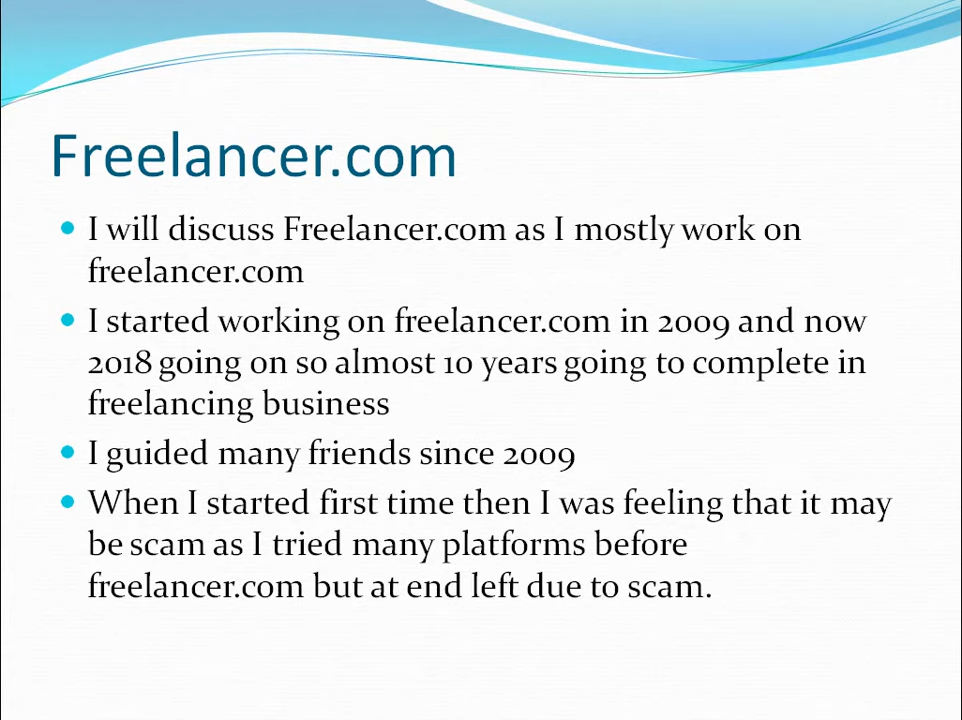 Freelancer.com
I will discuss Freelancer.com as I mostly work on
freelancer.com
I started working on freelancer.com in 2009 and now
2018 going on so almost 10 years going to complete in
freelancing business
I guided many friends since 2009
When I started first time then I was feeling that it may
be scam as I tried many platforms before
freelancer.com but at end left due to scam.